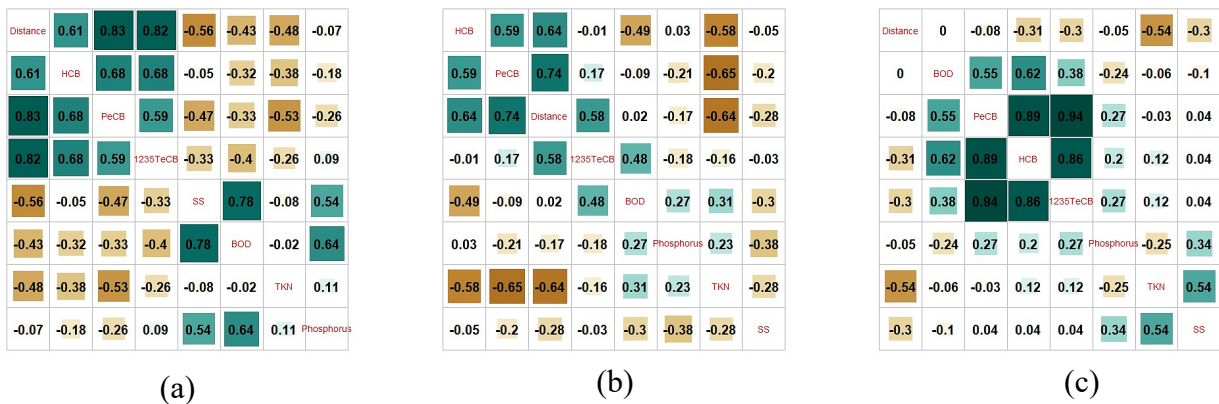 Distance 0.61 0.83 0.82 -0.56 -0.43 -0.48 -0.07
0.61 HCB 0.68 0.68 -0.05 -0.32 -0.38 -0.18
0.83 0.68 PeCB 0.59 -0.47 -0.33 -0.53 -0.26
0.82 0.68 0.59 1235TeCB -0.33 -0.4 -0.26 0.09
-0.56 -0.05 -0.47 -0.33 SS 0.78 -0.08 0.54
-0.43 -0.32 -0.33 -0.4 0.78 BOD -0.02 0.64
-0.48 -0.38 -0.53 -0.26 -0.08 -0.02 TKN 0.11
-0.07 -0.18 -0.26 0.09 0.54 0.64 0.11 Phosphorus
(a)
HCB 0.59 0.64 -0.01 -0.49 0.03 -0.58 -0.05
0.59 PeCB 0.74 0.17 -0.09 -0.21 -0.65 -0.2
0.64 0.74 Distance 0.58 0.02 -0.17 -0.64 -0.28
-0.01 0.17 0.58 1235TeCB 0.48 -0.18 -0.16 -0.03
-0.49 -0.09 0.02 0.48 BOD 0.27 0.31 -0.3
0.03 -0.21 -0.17 -0.18 0.27 Phosphorus 0.23 -0.38
-0.58 -0.65 -0.64 -0.16 0.31 0.23 TKN -0.28
-0.05 -0.2 -0.28 -0.03 -0.3 -0.38 -0.28 SS
(b)
Distance 0 -0.08 -0.31 -0.3 -0.05 -0.54 -0.3
0 BOD 0.55 0.62 0.38 -0.24 -0.06 -0.1
-0.08 0.55 PeCB 0.89 0.94 0.27 -0.03 0.04
-0.31 0.62 0.89 HCB 0.86 0.2 0.12 0.04
-0.3 0.38 0.94 0.86 1235TeCB 0.27 0.12 0.04
-0.05 -0.24 0.27 0.2 0.27 Phosphorus -0.25 0.34
-0.54 -0.06 -0.03 0.12 0.12 -0.25 TKN 0.54
-0.3 -0.1 0.04 0.04 0.04 0.34 0.54 SS
(c)